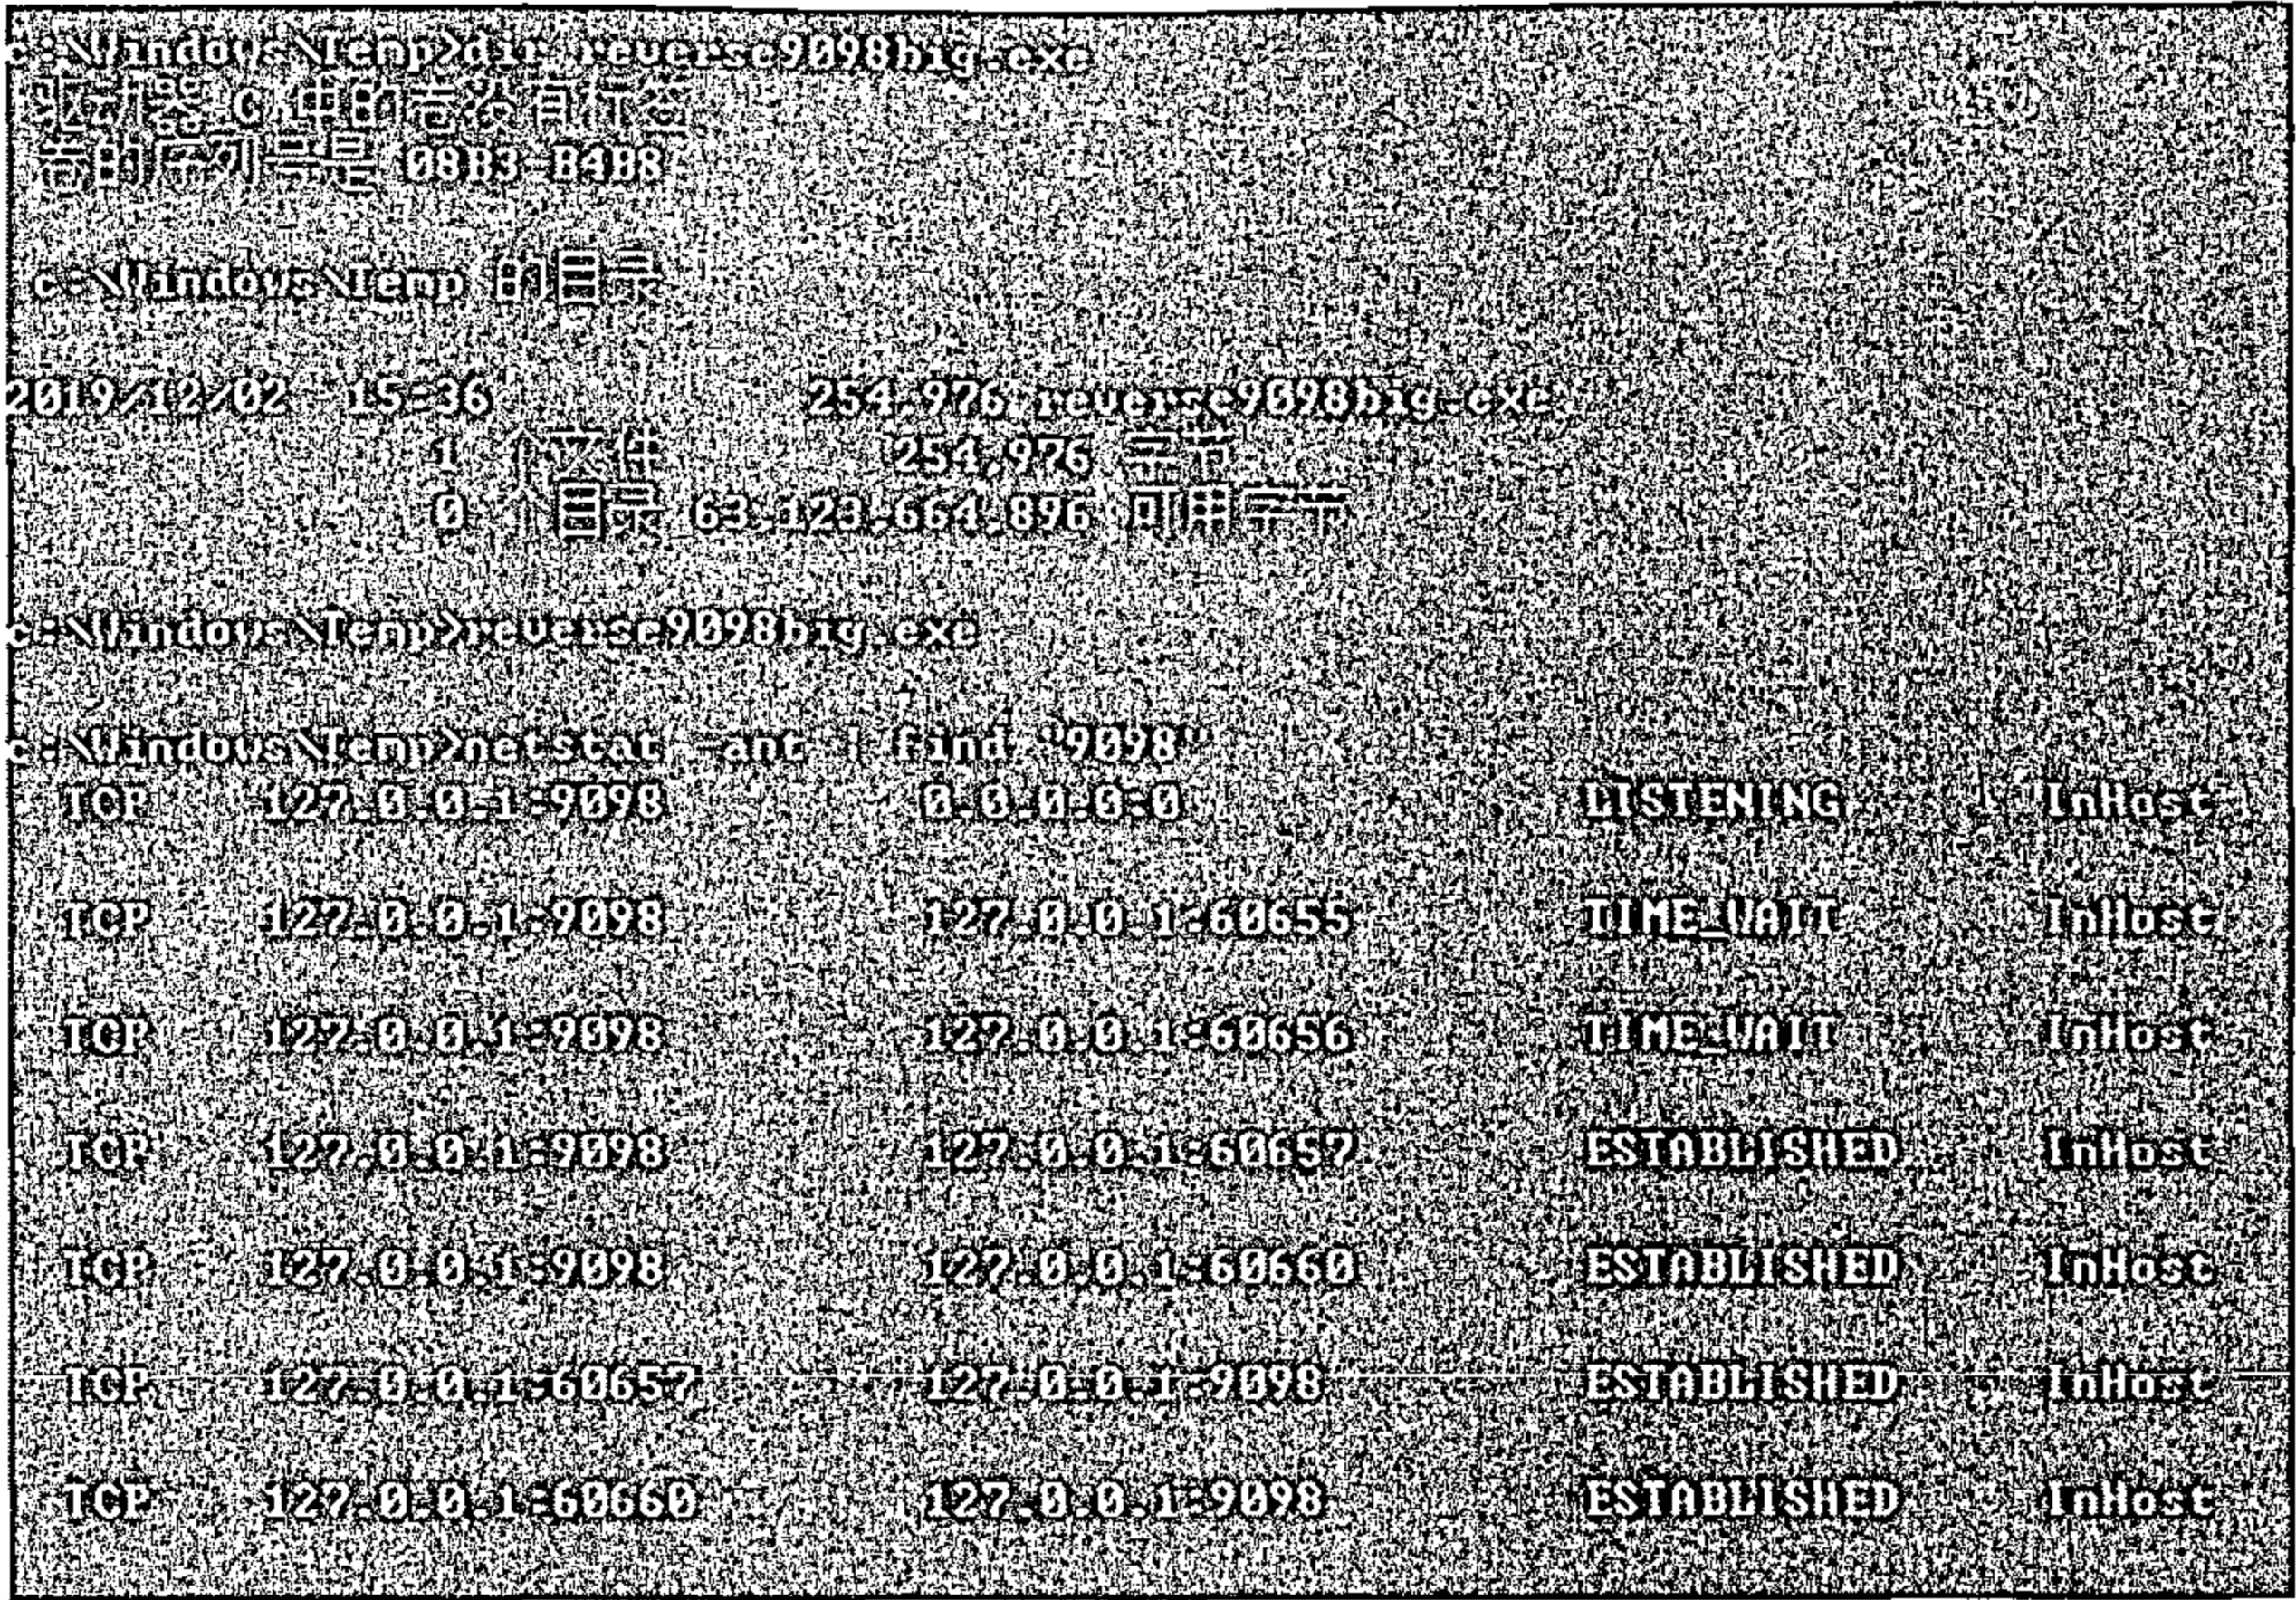 c:\Windows\Temp>dir reverse9098big.exe
驱动器 C 中的卷没有标签
卷的序列号是 08B3-B4B8
c:\Windows\Temp 的目录
2019/12/02  15:36  254,976 reverse9098big.exe
1 个文件  254,976 字节
0 个目录 63,123,664,896 可用字节
c:\Windows\Temp>reverse9098big.exe
c:\Windows\Temp>netstat -ant | find "9098"
TCP  127.0.0.1:9098  0.0.0.0:0  LISTENING  InHost
TCP  127.0.0.1:9098  127.0.0.1:60655  TIME_WAIT  InHost
TCP  127.0.0.1:9098  127.0.0.1:60656  TIME_WAIT  InHost
TCP  127.0.0.1:9098  127.0.0.1:60657  ESTABLISHED  InHost
TCP  127.0.0.1:9098  127.0.0.1:60660  ESTABLISHED  InHost
TCP  127.0.0.1:60657  127.0.0.1:9098  ESTABLISHED  InHost
TCP  127.0.0.1:60660  127.0.0.1:9098  ESTABLISHED  InHost